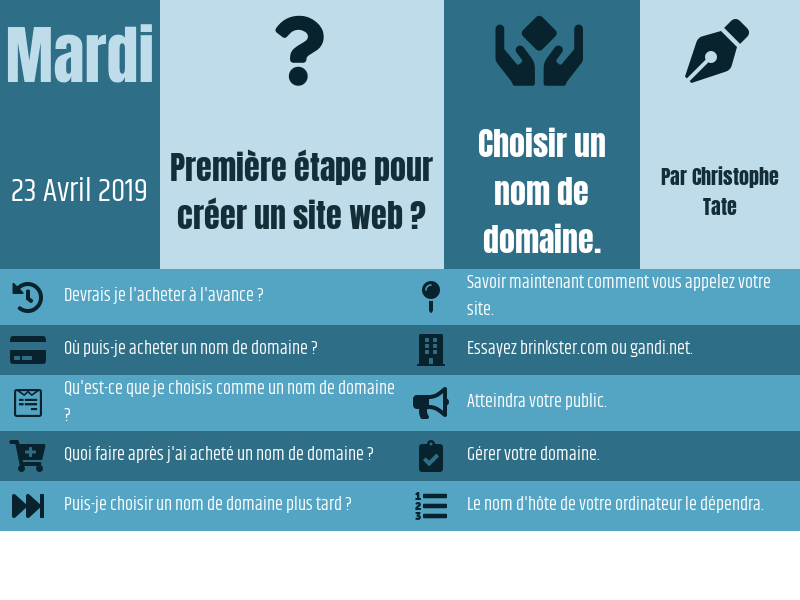 Mardi
23 Avril 2019
Première étape pour
créer un site web ?
Choisir un
nom de
domaine.
Par Christophe
Tate
Devrais je l'acheter à l'avance ?
Savoir maintenant comment vous appelez votre
site.
Où puis-je acheter un nom de domaine ?
Essayez brinkster.com ou gandi.net.
Qu'est-ce que je choisis comme un nom de domaine
?
Atteindra votre public.
Quoi faire après j'ai acheté un nom de domaine ?
Gérer votre domaine.
Puis-je choisir un nom de domaine plus tard ?
1
2
3
Le nom d'hôte de votre ordinateur le dépendra.